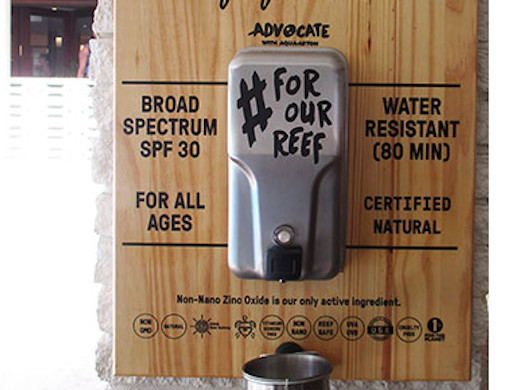 ADVOCATE
#FOR
OUR
REEF
BROAD
SPECTRUM
SPF 30
WATER
RESISTANT
(80 MIN)
FOR ALL
AGES
CERTIFIED
NATURAL
Non-Nano Zinc Oxide is our only active ingredient.
NON
GMO
NATURAL
NON
NANO
REEF
SAFE
UVA
UVB
USA
CRUELTY
FREE